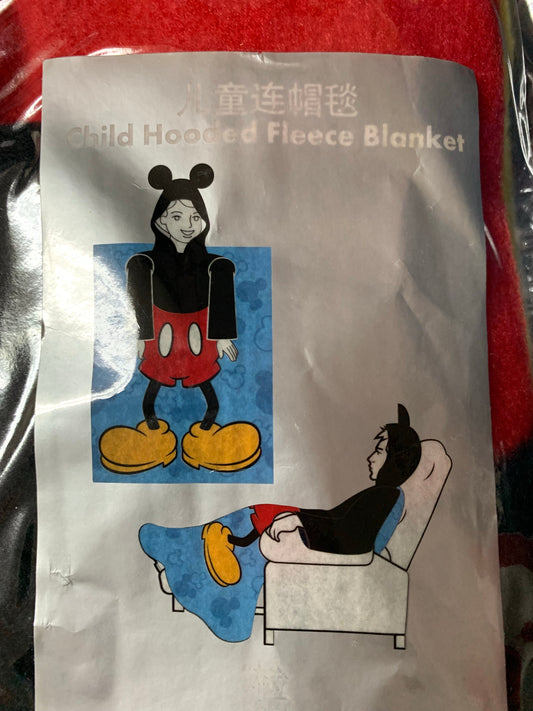 儿童连帽毯
Child Hooded Fleece Blanket